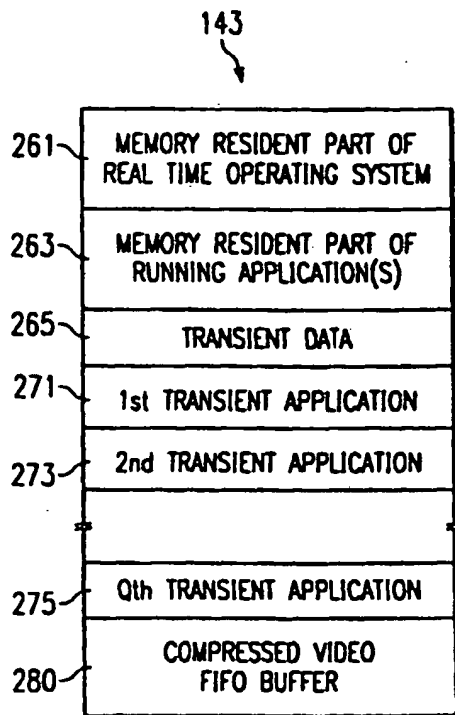 143
261
MEMORY RESIDENT PART OF
REAL TIME OPERATING SYSTEM
263
MEMORY RESIDENT PART OF
RUNNING APPLICATION(S)
265
TRANSIENT DATA
271
1st TRANSIENT APPLICATION
273
2nd TRANSIENT APPLICATION
275
Qth TRANSIENT APPLICATION
280
COMPRESSED VIDEO
FIFO BUFFER